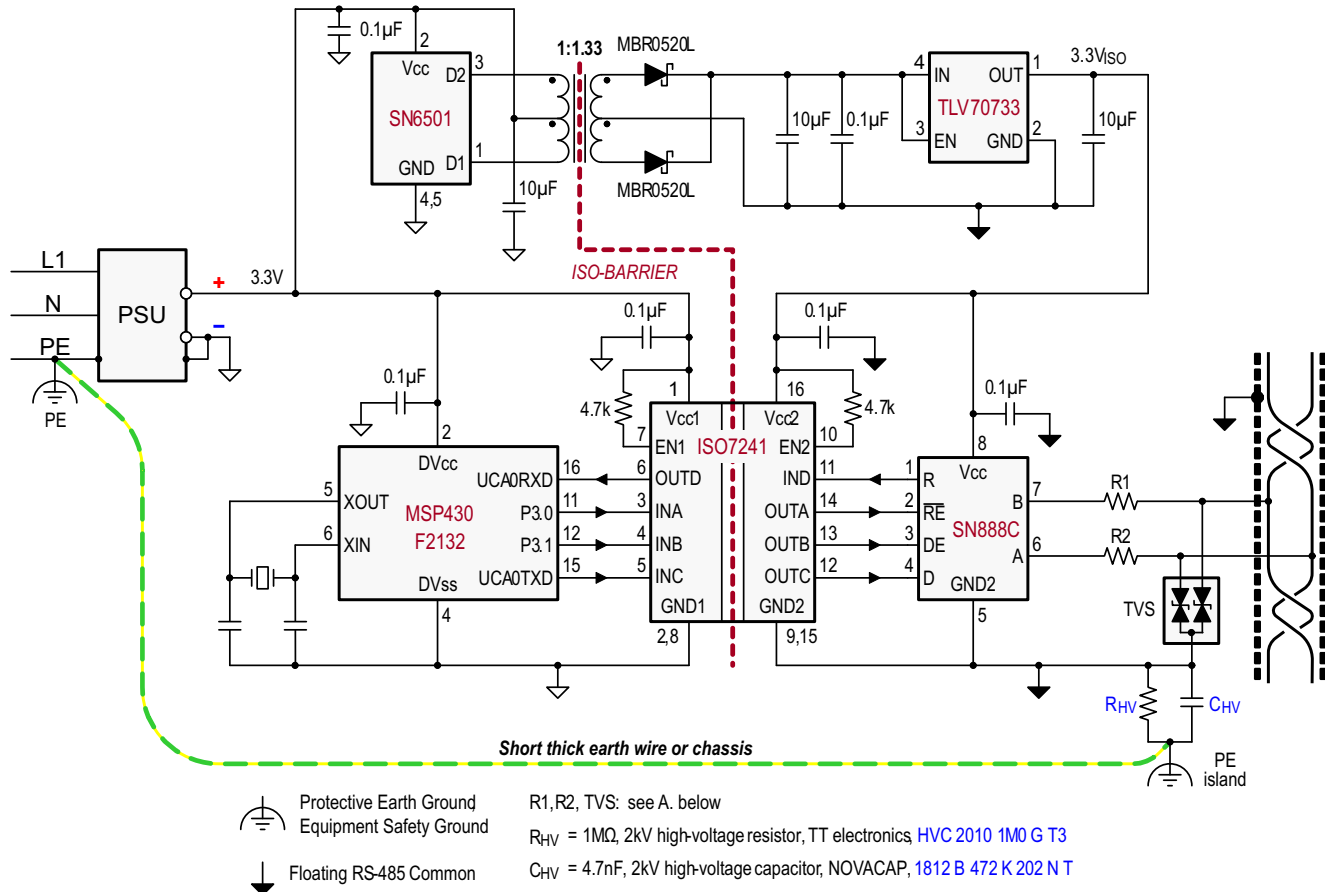 0.1µF
2
Vcc
D2
3
SN6501
D1
1
GND
4,5
10µF
1:1.33
MBR0520L
MBR0520L
10µF
0.1µF
4
IN
OUT
1
TLV70733
3
EN
GND
2
3.3VISO
10µF
ISO-BARRIER
L1
N
PE
PSU
+
–
3.3V
PE
0.1µF
2
DVcc
5
XOUT
6
XIN
MSP430
F2132
UCA0RXD
16
P3.0
11
P3.1
12
UCA0TXD
15
DVss
4
0.1µF
4.7k
1
Vcc1
7
EN1
6
OUTD
3
INA
4
INB
5
INC
GND1
2,8
ISO7241
0.1µF
4.7k
16
Vcc2
EN2
10
IND
11
OUTA
14
OUTB
13
OUTC
12
GND2
9,15
0.1µF
8
Vcc
1
R
2
RE
3
DE
4
D
SN888C
B
7
A
6
GND2
5
R1
R2
TVS
RHV
CHV
PE
island
Short thick earth wire or chassis
Protective Earth Ground
Equipment Safety Ground
Floating RS-485 Common
R1,R2, TVS: see A. below
RHV = 1MΩ, 2kV high-voltage resistor, TT electronics, HVC 2010 1M0 G T3
CHV = 4.7nF, 2kV high-voltage capacitor, NOVACAP, 1812 B 472 K 202 N T